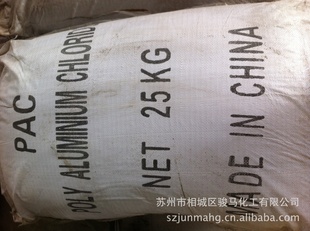 PAC
POLY ALUMINIUM CHLORID
NET 25KG
MADE IN CHINA
苏州市相城区骏马化工有限公司
szjunmahg.cn.alibaba.com